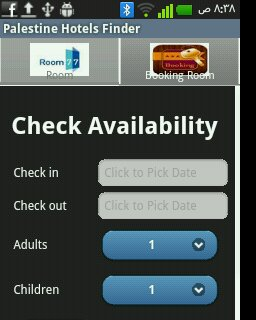 ٨:٣٨ ص
Palestine Hotels Finder
Room 77
Booking
Room
Booking Room
Check Availability
Check in
Click to Pick Date
Check out
Click to Pick Date
Adults
1
Children
1